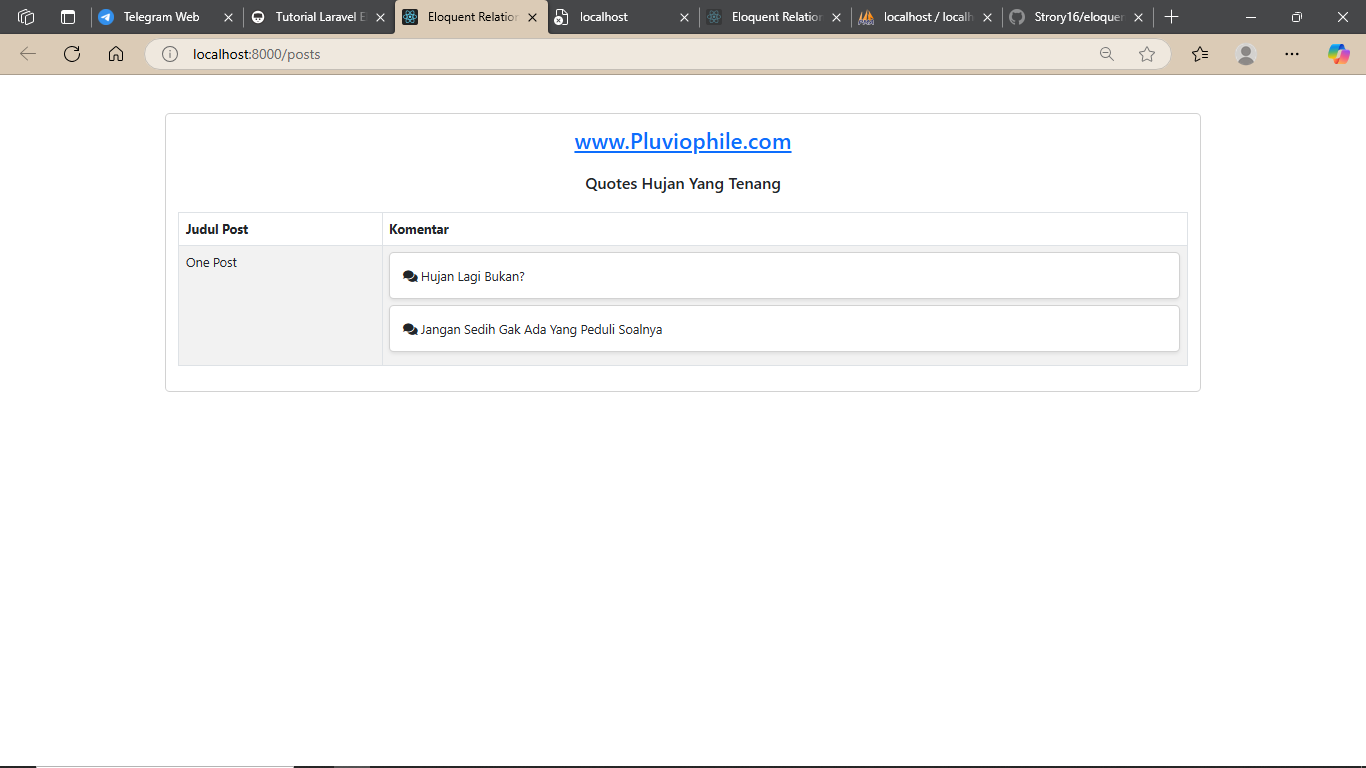 Telegram Web
Tutorial Laravel E
Eloquent Relation
localhost
Eloquent Relation
localhost / localh
Strory16/eloquer
localhost:8000/posts
www.Pluviophile.com
Quotes Hujan Yang Tenang
Judul Post
Komentar
One Post
Hujan Lagi Bukan?
Jangan Sedih Gak Ada Yang Peduli Soalnya